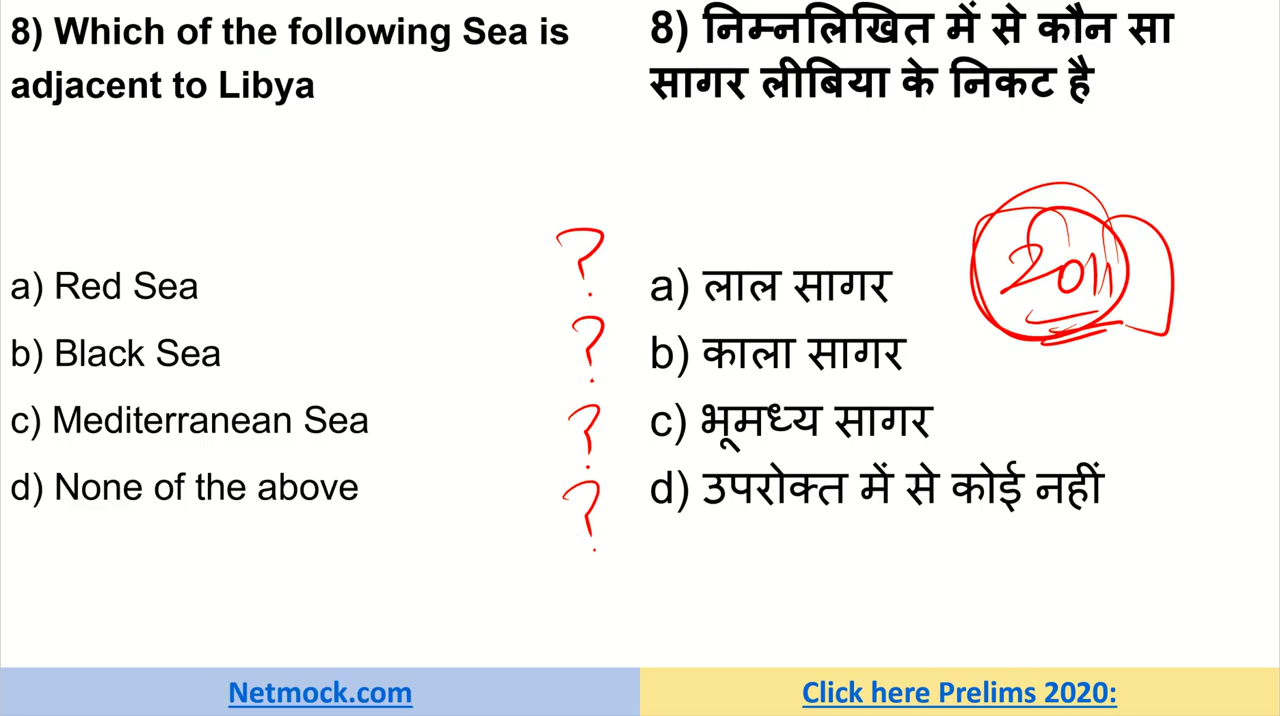 8) Which of the following Sea is
adjacent to Libya
a) Red Sea
b) Black Sea
c) Mediterranean Sea
d) None of the above
?
?
?
?
8) निम्नलिखित में से कौन सा
सागर लीबिया के निकट है
2011
a) लाल सागर
b) काला सागर
c) भूमध्य सागर
d) उपरोक्त में से कोई नहीं
Netmock.com
Click here Prelims 2020: